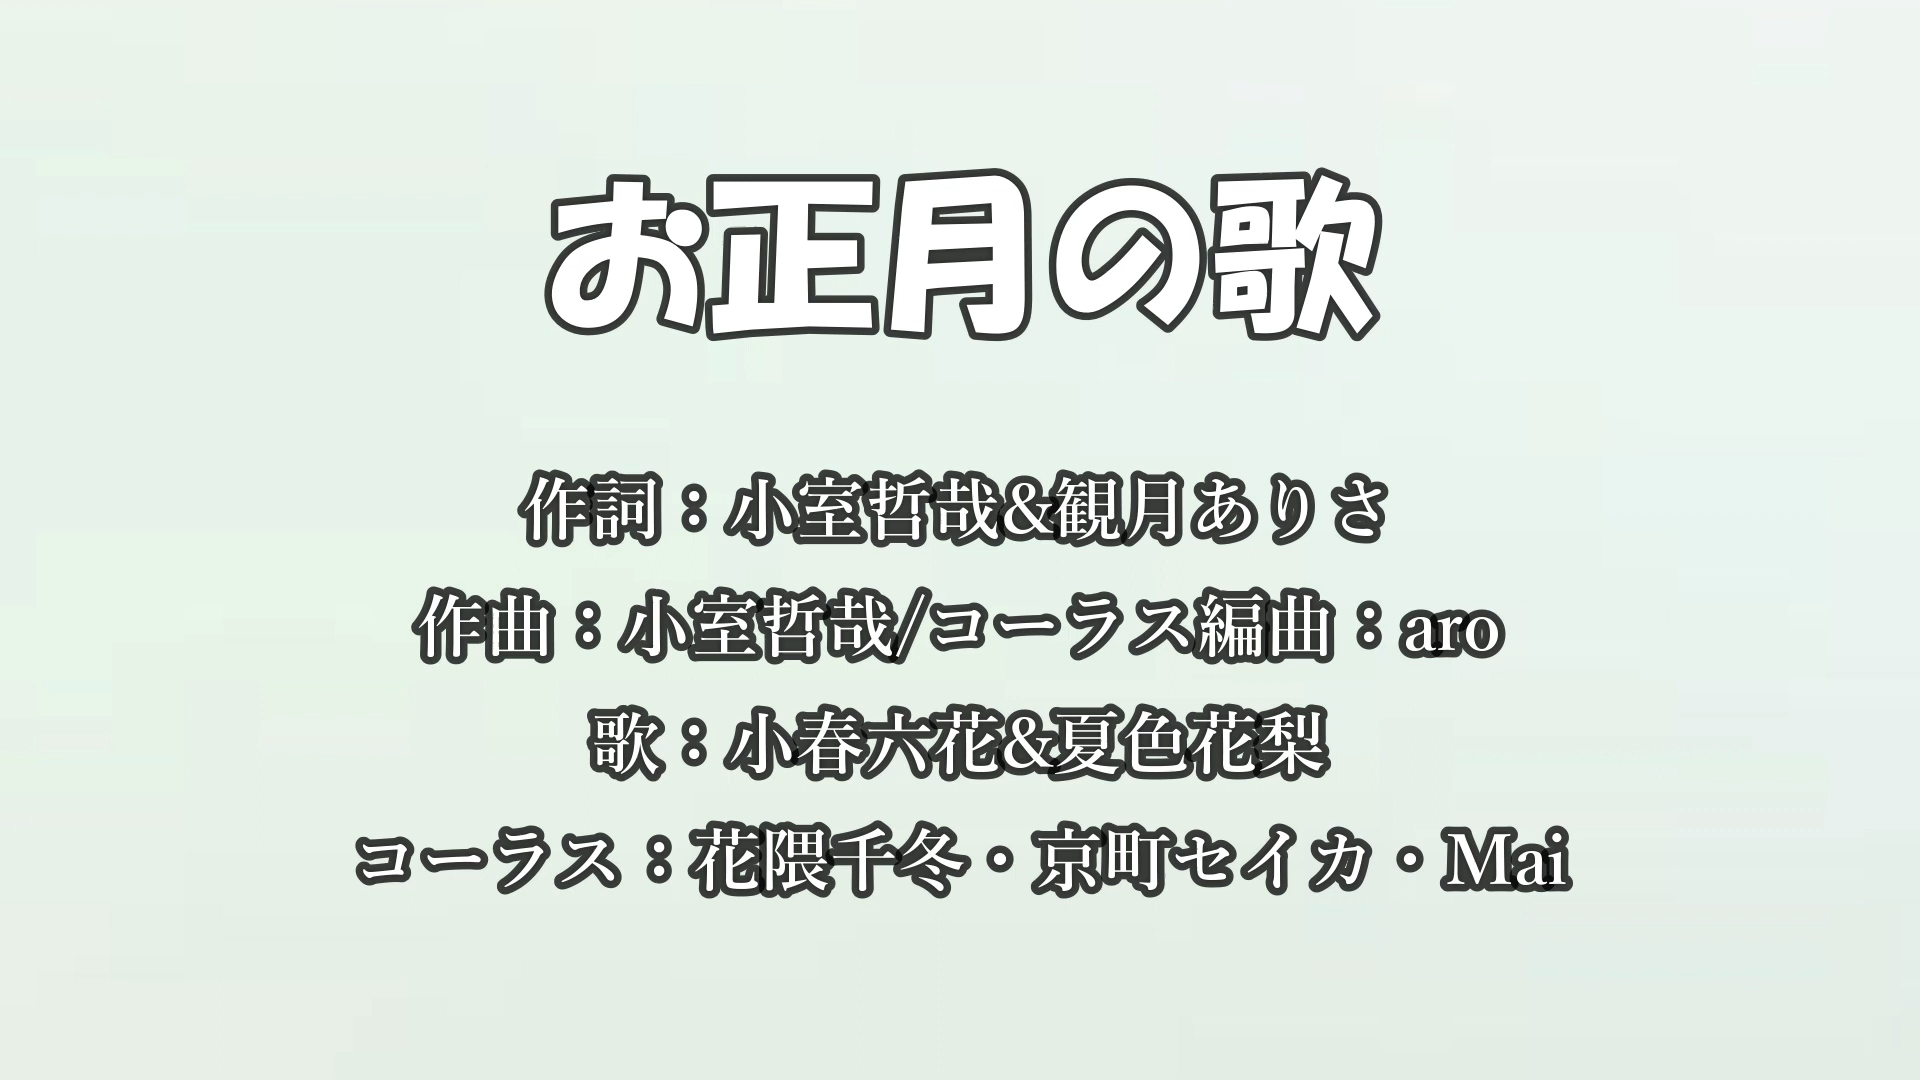 お正月の歌
作詞：小室哲哉&観月ありさ
作曲：小室哲哉/コーラス編曲：aro
歌：小春六花&夏色花梨
コーラス：花隈千冬・京町セイカ・Mai